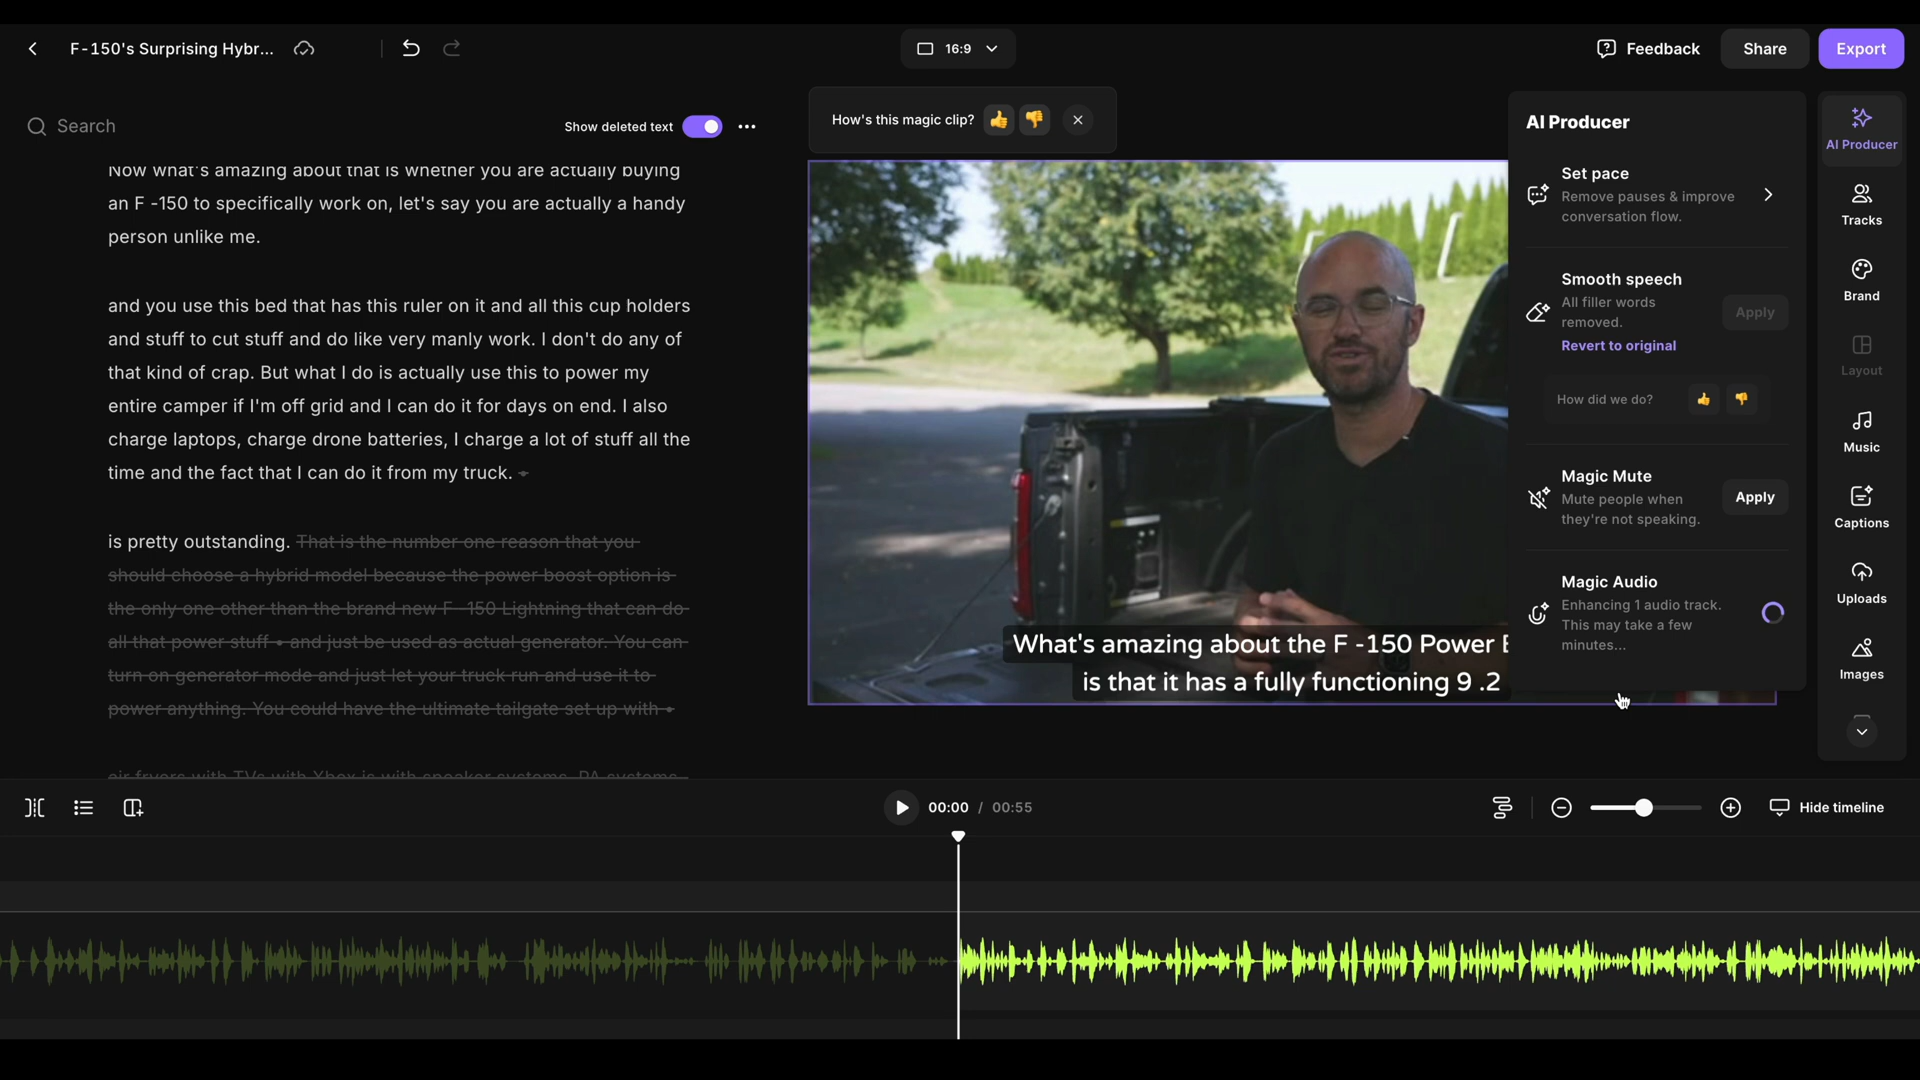 F-150's Surprising Hybr...
16:9
Feedback
Share
Export
Search
Show deleted text
Now what's amazing about that is whether you are actually buying
an F -150 to specifically work on, let's say you are actually a handy
person unlike me.
and you use this bed that has this ruler on it and all this cup holders
and stuff to cut stuff and do like very manly work. I don't do any of
that kind of crap. But what I do is actually use this to power my
entire camper if I'm off grid and I can do it for days on end. I also
charge laptops, charge drone batteries, I charge a lot of stuff all the
time and the fact that I can do it from my truck.
is pretty outstanding. That is the number one reason that you
should choose a hybrid model because the power boost option is
the only one other than the brand new F -150 Lightning that can do
all that power stuff • and just be used as actual generator. You can
turn on generator mode and just let your truck run and use it to
power anything. You could have the ultimate tailgate set up with •
air fryers with TVs with Xbox is with speaker systems, PA systems
How's this magic clip?
What's amazing about the F -150 Power
is that it has a fully functioning 9 .2
AI Producer
Set pace
Remove pauses & improve
conversation flow.
Smooth speech
All filler words
removed.
Apply
Revert to original
How did we do?
Magic Mute
Mute people when
they're not speaking.
Apply
Magic Audio
Enhancing 1 audio track.
This may take a few
minutes...
AI Producer
Tracks
Brand
Layout
Music
Captions
Uploads
Images
00:00 / 00:55
Hide timeline